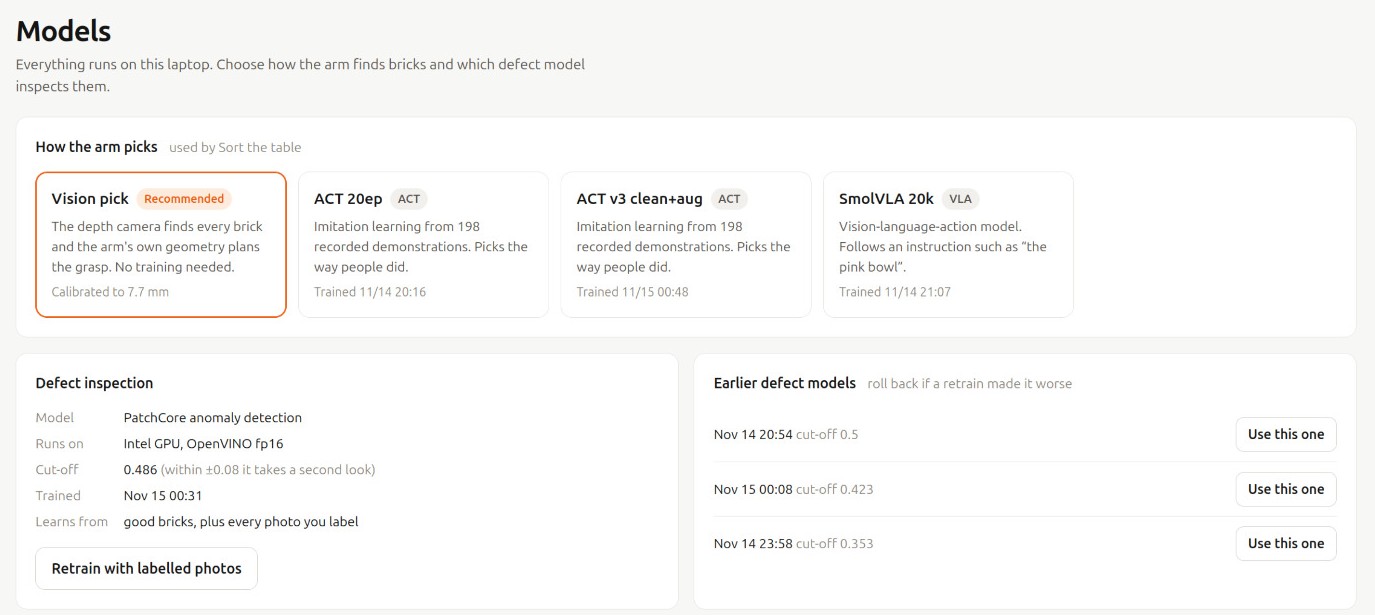 Models
Everything runs on this laptop. Choose how the arm finds bricks and which defect model
inspects them.
How the arm picks used by Sort the table
Vision pick Recommended
The depth camera finds every brick
and the arm's own geometry plans
the grasp. No training needed.
Calibrated to 7.7 mm
ACT 20ep ACT
Imitation learning from 198
recorded demonstrations. Picks the
way people did.
Trained 11/14 20:16
ACT v3 clean+aug ACT
Imitation learning from 198
recorded demonstrations. Picks the
way people did.
Trained 11/15 00:48
SmolVLA 20k VLA
Vision-language-action model.
Follows an instruction such as “the
pink bowl”.
Trained 11/14 21:07
Defect inspection
Model PatchCore anomaly detection
Runs on Intel GPU, OpenVINO fp16
Cut-off 0.486 (within ±0.08 it takes a second look)
Trained Nov 15 00:31
Learns from good bricks, plus every photo you label
Retrain with labelled photos
Earlier defect models roll back if a retrain made it worse
Nov 14 20:54 cut-off 0.5 Use this one
Nov 15 00:08 cut-off 0.423 Use this one
Nov 14 23:58 cut-off 0.353 Use this one